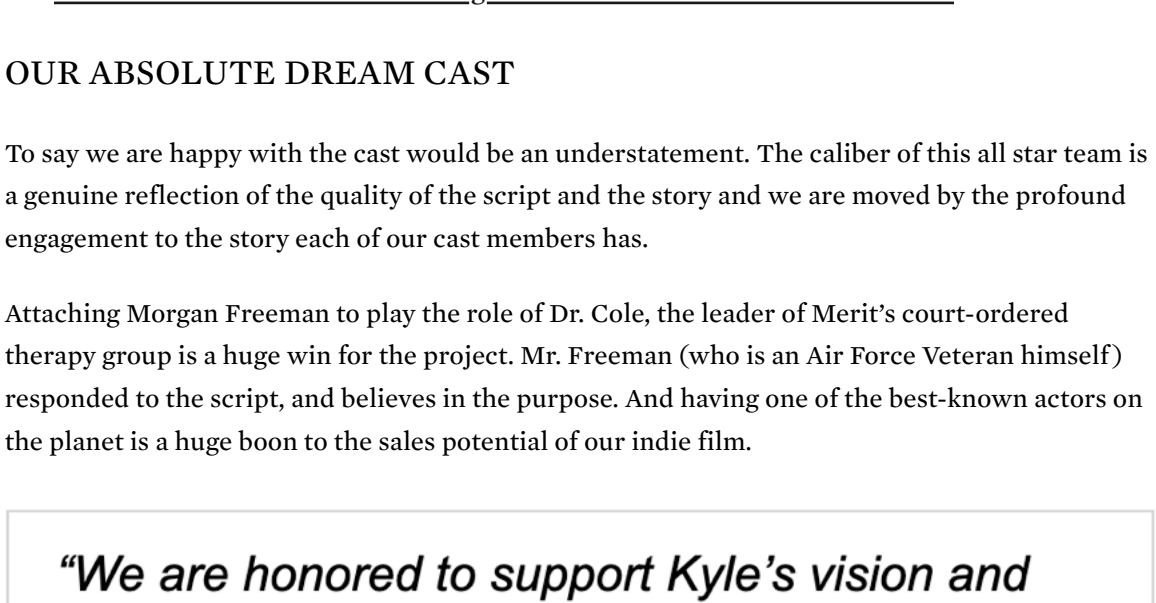 OUR ABSOLUTE DREAM CAST
To say we are happy with the cast would be an understatement. The caliber of this all star team is
a genuine reflection of the quality of the script and the story and we are moved by the profound
engagement to the story each of our cast members has.
Attaching Morgan Freeman to play the role of Dr. Cole, the leader of Merit’s court-ordered
therapy group is a huge win for the project. Mr. Freeman (who is an Air Force Veteran himself)
responded to the script, and believes in the purpose. And having one of the best-known actors on
the planet is a huge boon to the sales potential of our indie film.
“We are honored to support Kyle’s vision and